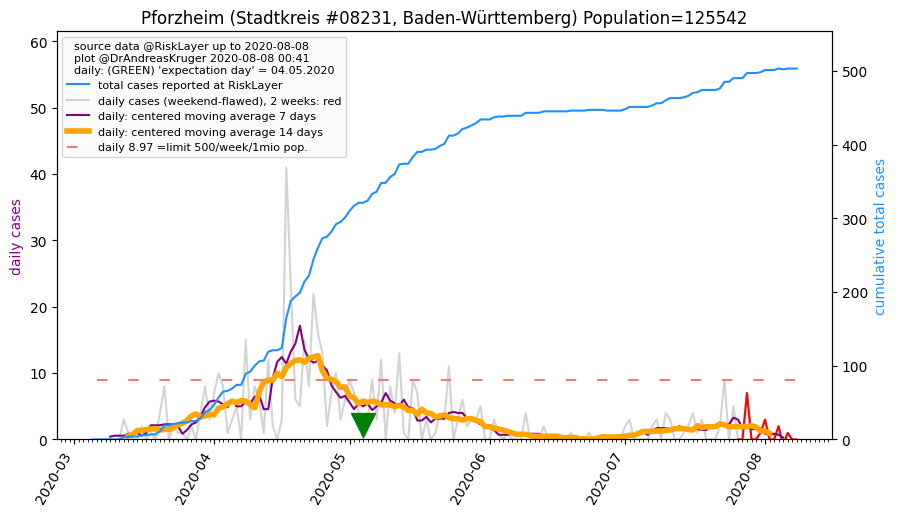 Pforzheim (Stadtkreis #08231, Baden-Württemberg) Population=125542
source data @RiskLayer up to 2020-08-08
plot @DrAndreasKruger 2020-08-08 00:41
daily: (GREEN) 'expectation day' = 04.05.2020
total cases reported at RiskLayer
daily cases (weekend-flawed), 2 weeks: red
daily: centered moving average 7 days
daily: centered moving average 14 days
daily 8.97 =limit 500/week/1mio pop.
daily cases
60
50
40
30
20
10
0
cumulative total cases
500
400
300
200
100
0
2020-03
2020-04
2020-05
2020-06
2020-07
2020-08